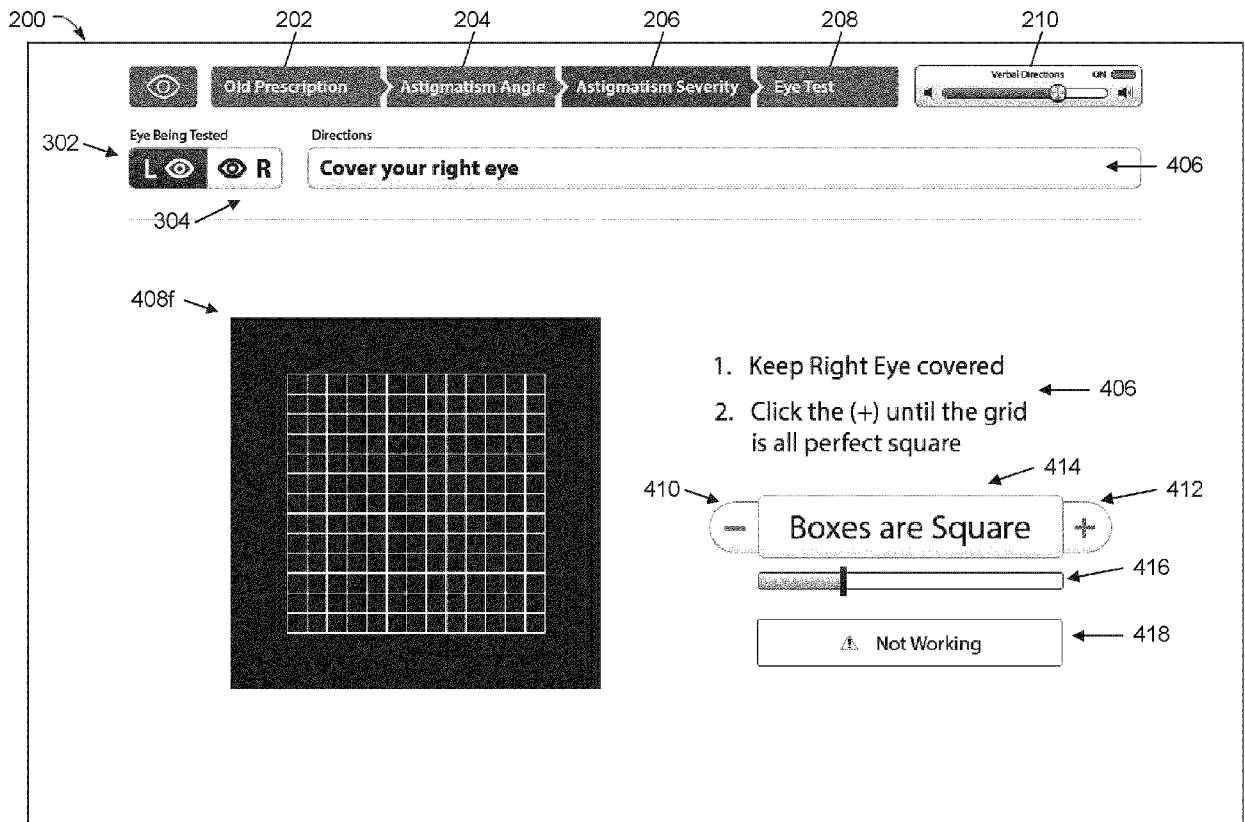 200 202 204 206 208 210
Old Prescription Astigmatism Angle Astigmatism Severity Eye Test
Verbal Directions ON
Eye Being Tested Directions
302 L R Cover your right eye 406
304
408f
1. Keep Right Eye covered
406
2. Click the (+) until the grid
is all perfect square
414
410 412
− Boxes are Square +
416
⚠ Not Working 418